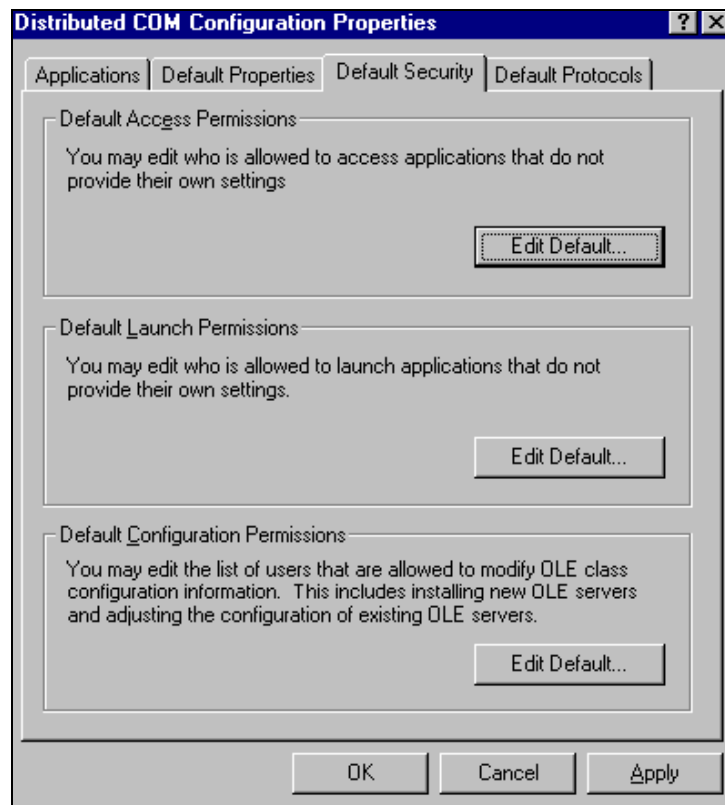 Distributed COM Configuration Properties
? X
Applications Default Properties Default Security Default Protocols
Default Access Permissions
You may edit who is allowed to access applications that do not
provide their own settings
Edit Default...
Default Launch Permissions
You may edit who is allowed to launch applications that do not
provide their own settings.
Edit Default...
Default Configuration Permissions
You may edit the list of users that are allowed to modify OLE class
configuration information. This includes installing new OLE servers
and adjusting the configuration of existing OLE servers.
Edit Default...
OK Cancel Apply